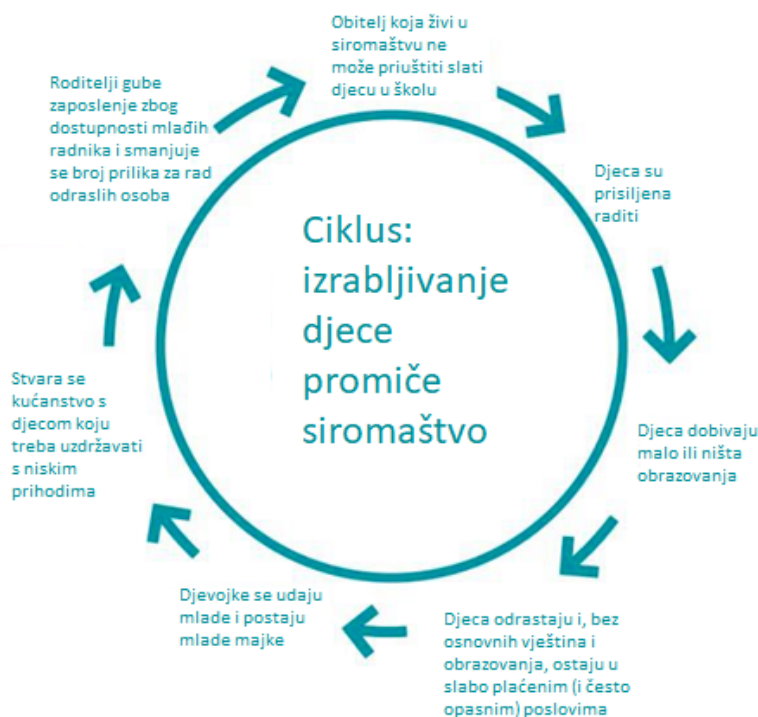 Obitelj koja živi u
siromaštvu ne
može priuštiti slati
djecu u školu
Djeca su
prisiljena
raditi
Djeca dobivaju
malo ili ništa
obrazovanja
Djeca odrastaju i, bez
osnovnih vještina i
obrazovanja, ostaju u
slabo plaćenim (i često
opasnim) poslovima
Djevojke se udaju
mlade i postaju
mlade majke
Stvara se
kućanstvo s
djecom koju
treba uzdržavati
s niskim
prihodima
Roditelji gube
zaposlenje zbog
dostupnosti mlađih
radnika i smanjuje
se broj prilika za rad
odraslih osoba
Ciklus:
izrabljivanje
djece
promiče
siromaštvo